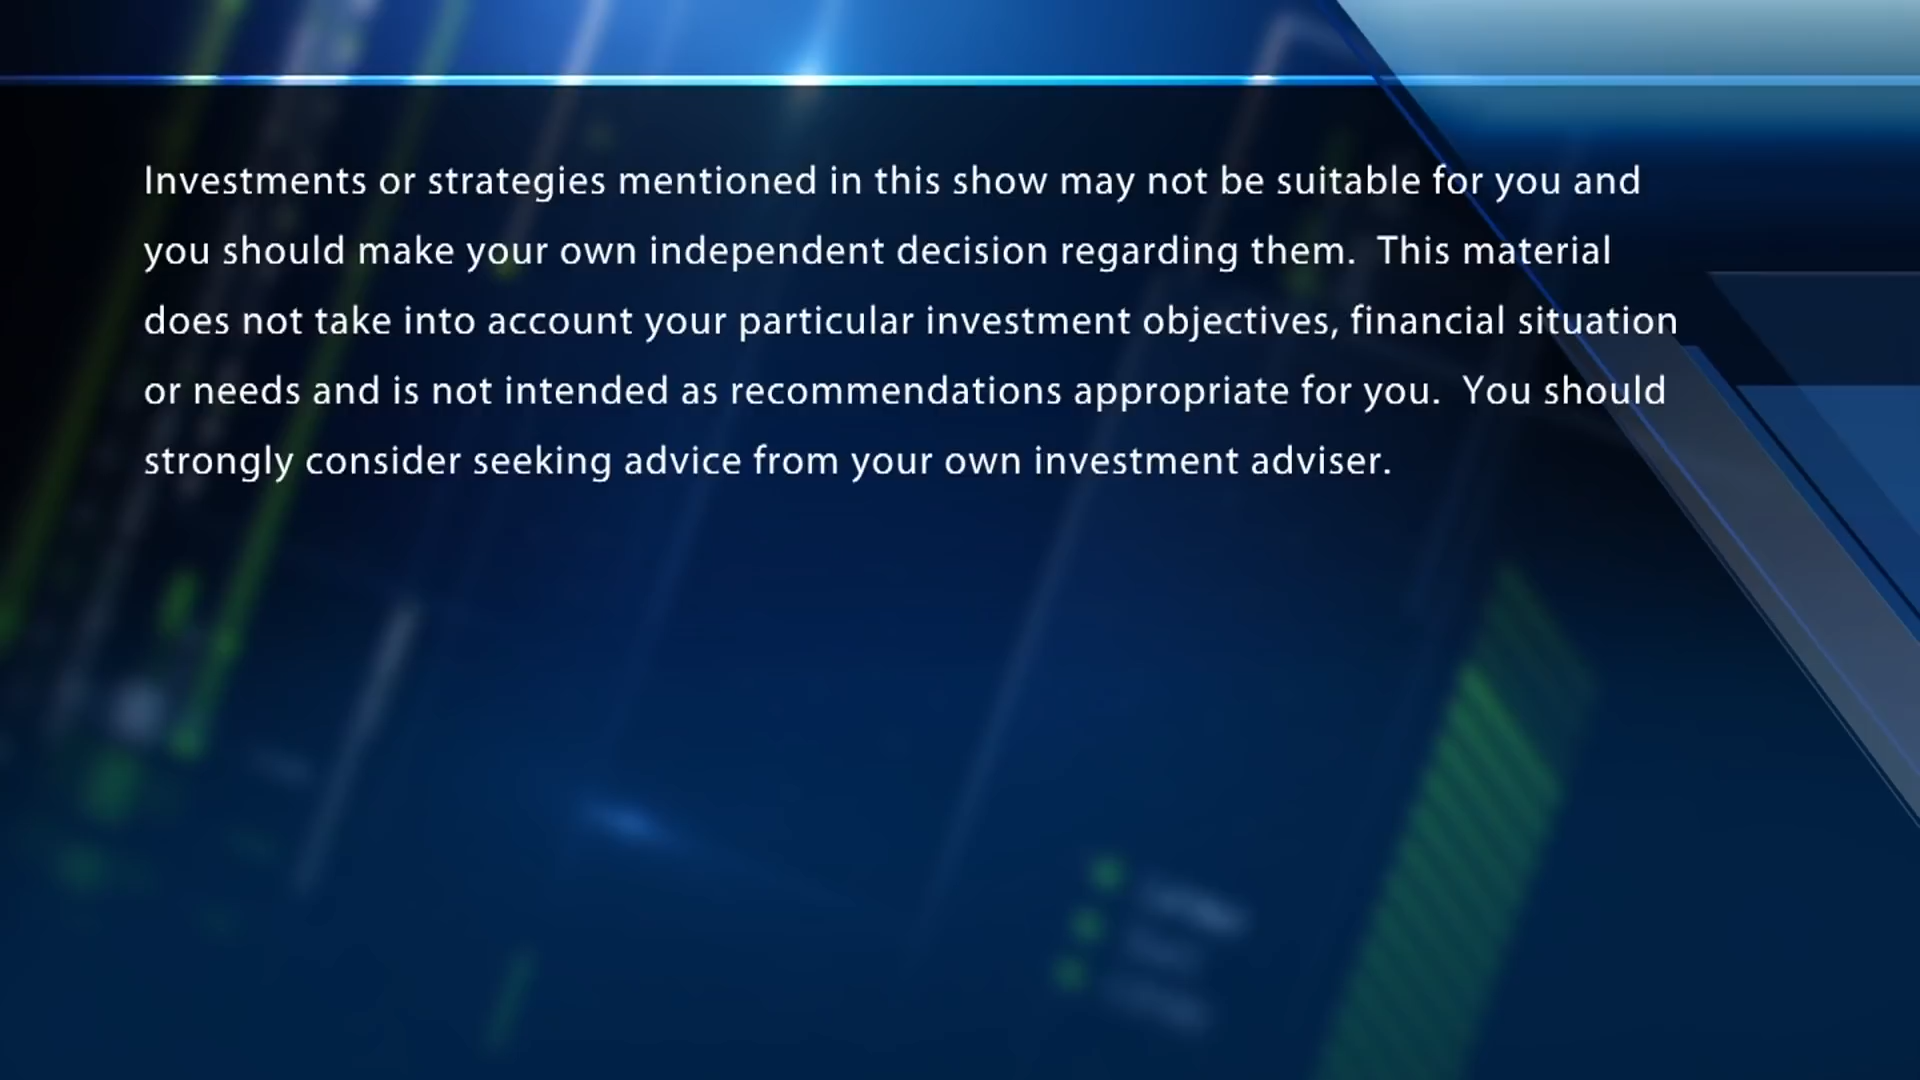 Investments or strategies mentioned in this show may not be suitable for you and
you should make your own independent decision regarding them.  This material
does not take into account your particular investment objectives, financial situation
or needs and is not intended as recommendations appropriate for you.  You should
strongly consider seeking advice from your own investment adviser.